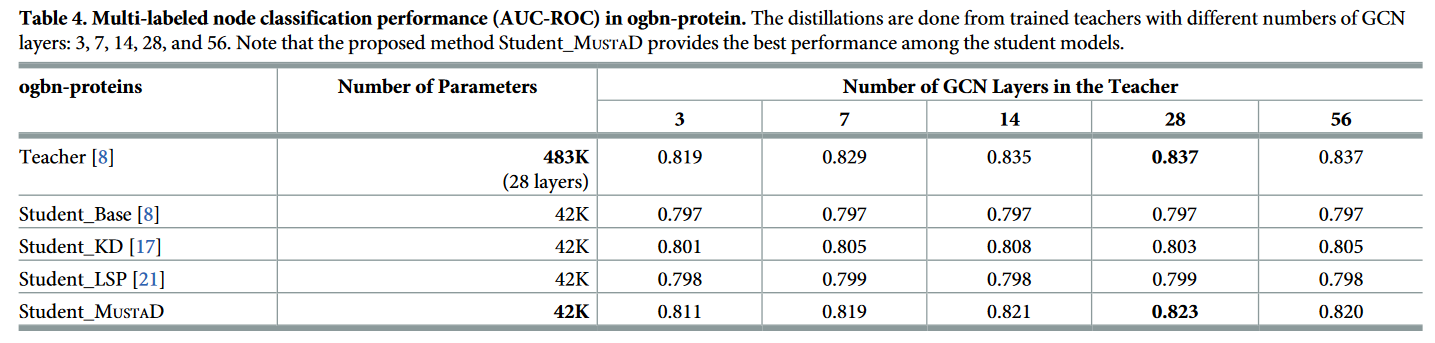 Table 4. Multi-labeled node classification performance (AUC-ROC) in ogbn-protein. The distillations are done from trained teachers with different numbers of GCN
layers: 3, 7, 14, 28, and 56. Note that the proposed method Student_MustaD provides the best performance among the student models.
ogbn-proteins Number of Parameters Number of GCN Layers in the Teacher
3 7 14 28 56
Teacher [8] 483K 0.819 0.829 0.835 0.837 0.837
(28 layers)
Student_Base [8] 42K 0.797 0.797 0.797 0.797 0.797
Student_KD [17] 42K 0.801 0.805 0.808 0.803 0.805
Student_LSP [21] 42K 0.798 0.799 0.798 0.799 0.798
Student_MustaD 42K 0.811 0.819 0.821 0.823 0.820